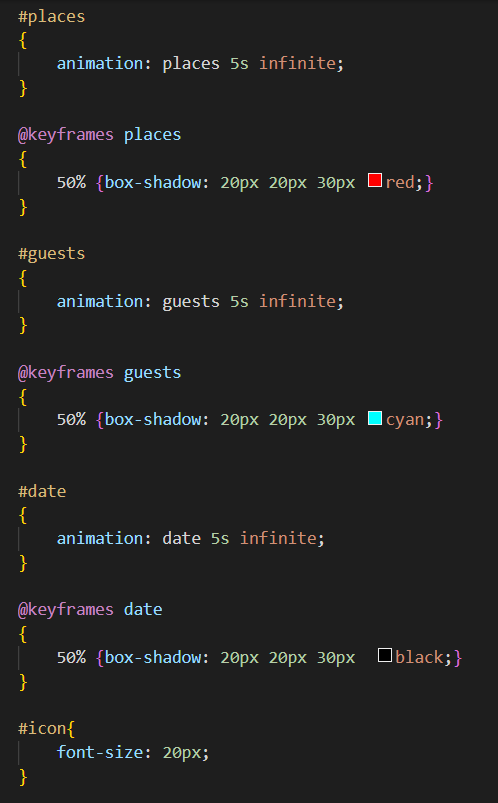 #places
{
    animation: places 5s infinite;
}

@keyframes places
{
    50% {box-shadow: 20px 20px 30px red;}
}

#guests
{
    animation: guests 5s infinite;
}

@keyframes guests
{
    50% {box-shadow: 20px 20px 30px cyan;}
}

#date
{
    animation: date 5s infinite;
}

@keyframes date
{
    50% {box-shadow: 20px 20px 30px  black;}
}

#icon{
    font-size: 20px;
}